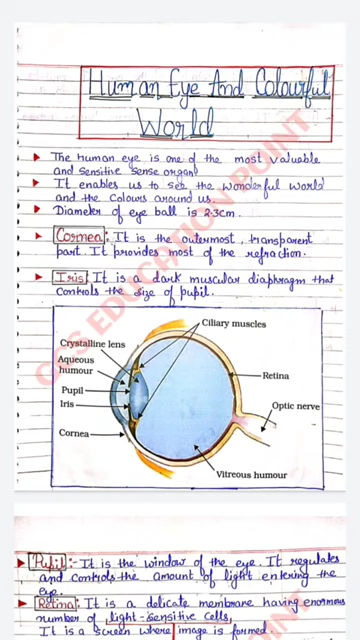 Human Eye And Colourful
World
The Human eye is one of the most valuable
and sensitive sense organ
It enables us to see the wonderful world
and the colours around us.
Diameter of eye ball is 2.3cm.
Cornea: It is the outermost, transparent
part. It provides most of the refraction.
Iris: It is a dark muscular diaphragm that
controls the size of pupil.
Ciliary muscles
Crystalline lens
Aqueous
humour
Pupil
Iris
Cornea
Retina
Optic nerve
Vitreous humour
Pupil:- It is the window of the eye. It regulates
and controls the amount of light entering the
eye.
Retina: It is a delicate membrane having enormous
number of light-sensitive cells.
It is a screen where image is formed.
GCS EDUCATION POINT